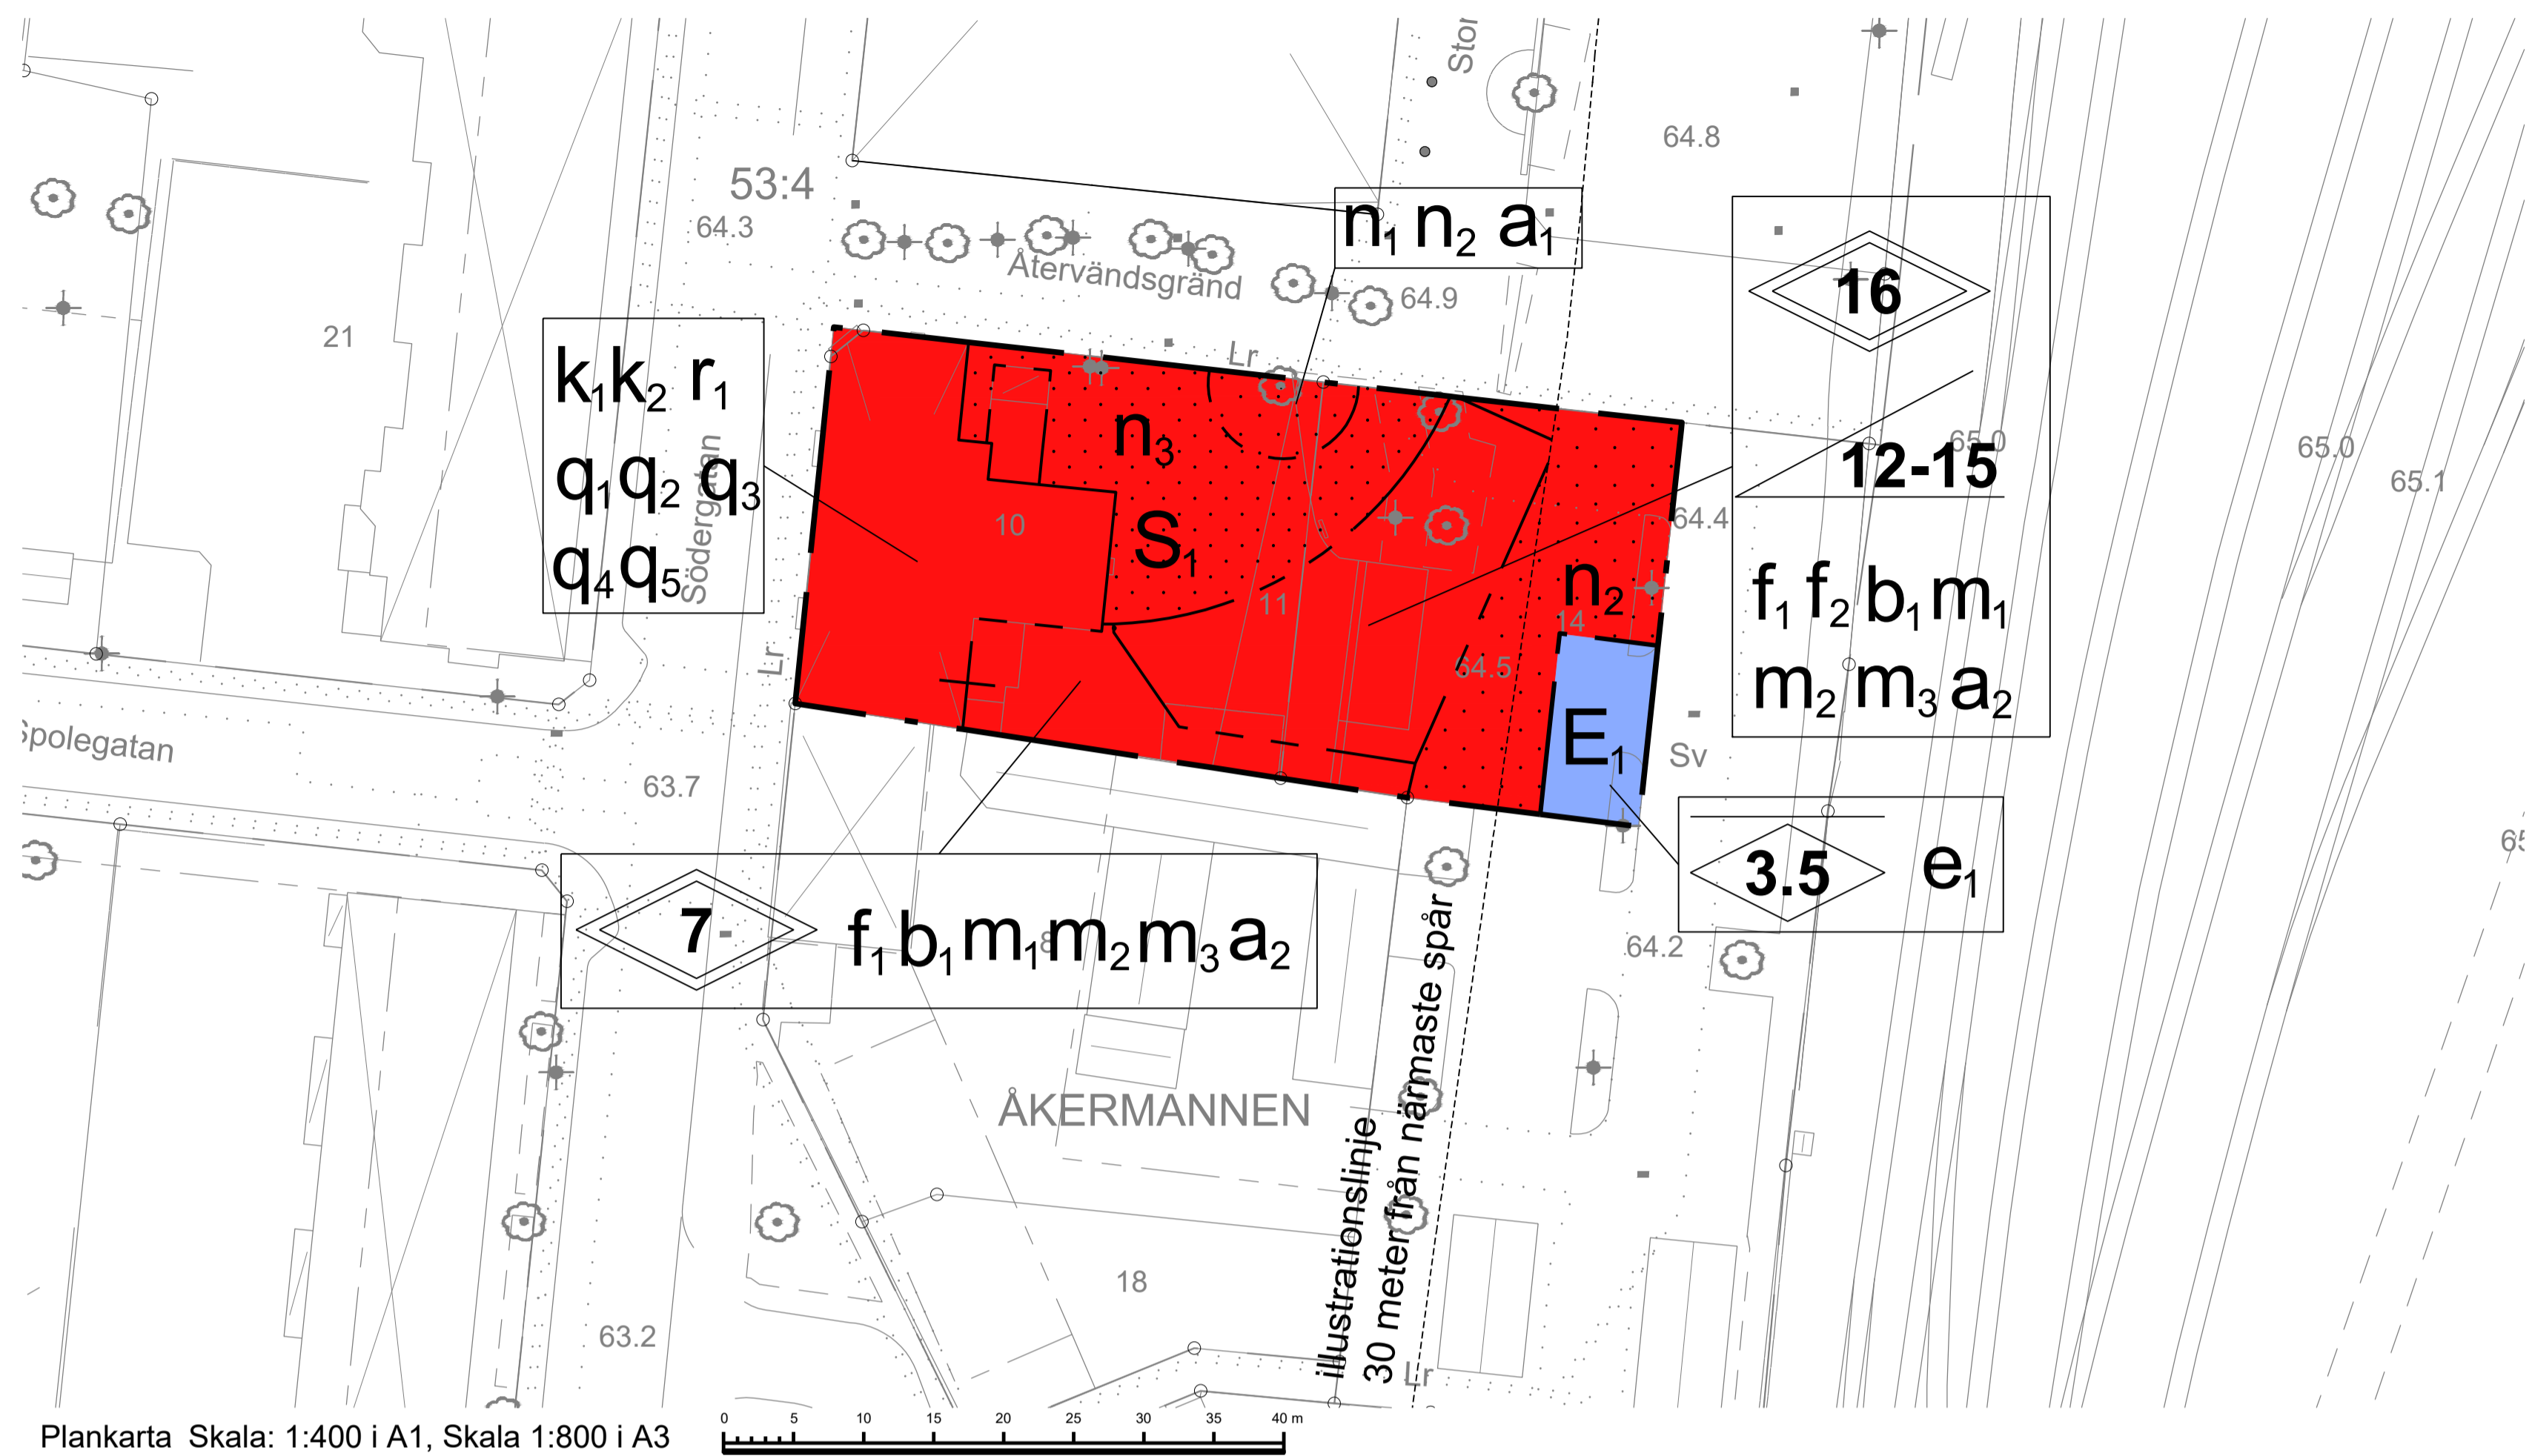 Stor
64.8
53:4
64.3
n₁ n₂ a₁
Återvändsgränd
64.9
16
21
Lr
k₁k₂ r₁
q₁q₂ q₃
q₄q₅
Södergatan
n₃
12-15
65.0
65.0
65.1
64.4
10
S₁
n₂
14
11
f₁ f₂ b₁ m₁
m₂ m₃ a₂
Lr
64.5
E₁
Sv
Spolegatan
63.7
3.5 e₁
7
f₁ b₁ m₁ m₂ m₃ a₂
8
64.2
65
ÅKERMANNEN
illustrationslinje
30 meter från närmaste spår
18
63.2
Lr
Plankarta Skala: 1:400 i A1, Skala 1:800 i A3
0 5 10 15 20 25 30 35 40 m